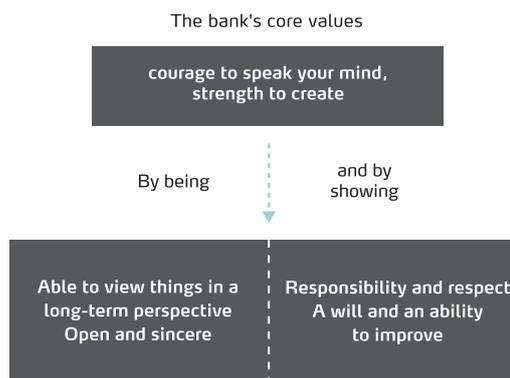 The bank's core values
courage to speak your mind,
strength to create
By being
and by
showing
Able to view things in a
long-term perspective
Open and sincere
Responsibility and respect
A will and an ability
to improve